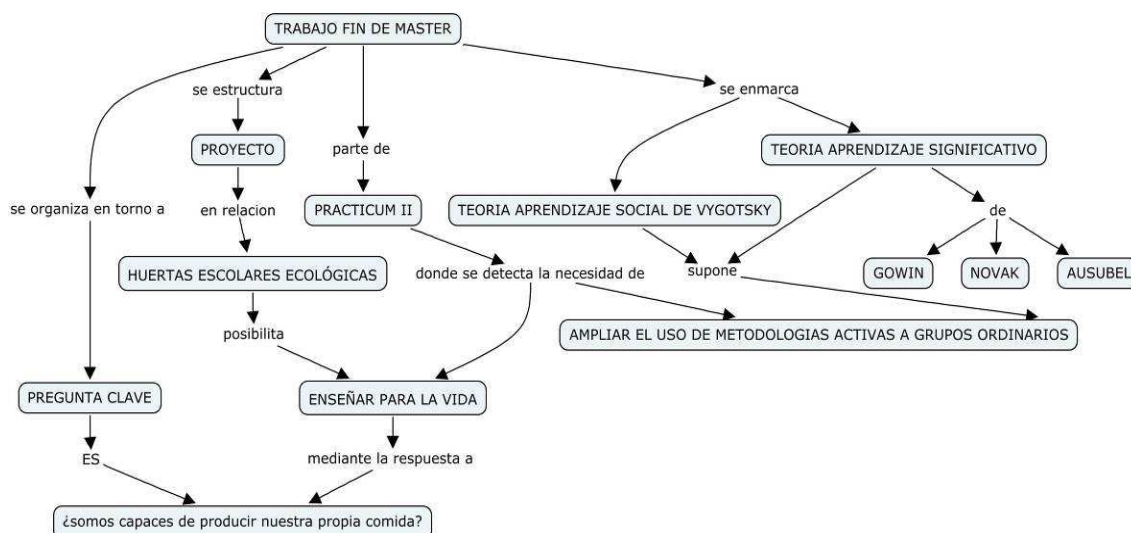 TRABAJO FIN DE MASTER
se estructura
se enmarca
PROYECTO
parte de
TEORIA APRENDIZAJE SIGNIFICATIVO
se organiza en torno a
en relacion
PRACTICUM II
TEORIA APRENDIZAJE SOCIAL DE VYGOTSKY
de
HUERTAS ESCOLARES ECOLÓGICAS
donde se detecta la necesidad de
supone
GOWIN
NOVAK
AUSUBEL
posibilita
AMPLIAR EL USO DE METODOLOGIAS ACTIVAS A GRUPOS ORDINARIOS
PREGUNTA CLAVE
ENSEÑAR PARA LA VIDA
ES
mediante la respuesta a
¿somos capaces de producir nuestra propia comida?